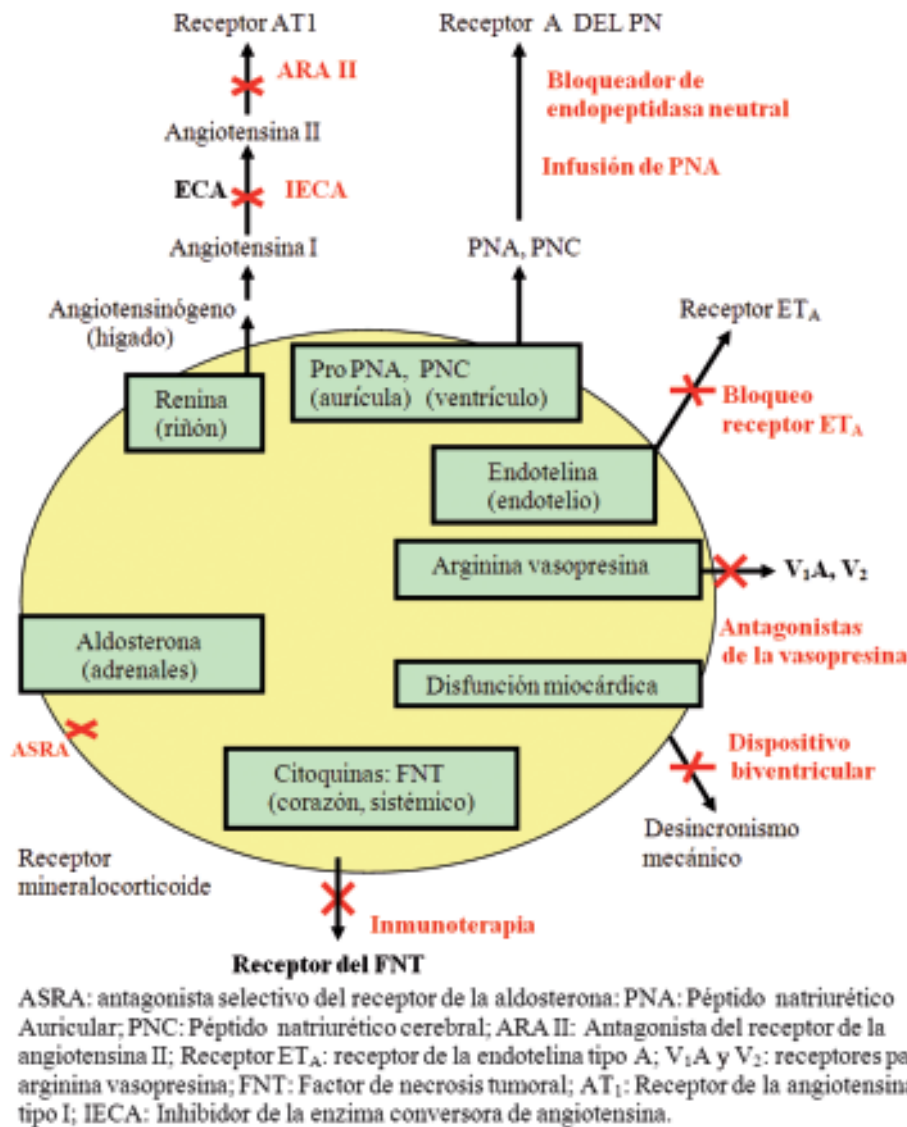 Receptor AT1
ARA II
Angiotensina II
ECA
IECA
Angiotensina I
Angiotensinógeno
(hígado)
Renina
(riñón)
Receptor A DEL PN
Bloqueador de
endopeptidasa neutral
Infusión de PNA
PNA, PNC
Pro PNA, PNC
(aurícula) (ventrículo)
Receptor ET_A
Bloqueo
receptor ET_A
Endotelina
(endotelio)
Arginina vasopresina
V₁A, V₂
Antagonistas
de la vasopresina
Aldosterona
(adrenales)
Disfunción miocárdica
ASRA
Dispositivo
biventricular
Citoquinas: FNT
(corazón, sistémico)
Desincronismo
mecánico
Receptor
mineralocorticoide
Inmunoterapia
Receptor del FNT
ASRA: antagonista selectivo del receptor de la aldosterona: PNA: Péptido natriurético
Auricular; PNC: Péptido natriurético cerebral; ARA II: Antagonista del receptor de la
angiotensina II; Receptor ET_A: receptor de la endotelina tipo A; V₁A y V₂: receptores pa
arginina vasopresina; FNT: Factor de necrosis tumoral; AT₁: Receptor de la angiotensina
tipo I; IECA: Inhibidor de la enzima conversora de angiotensina.